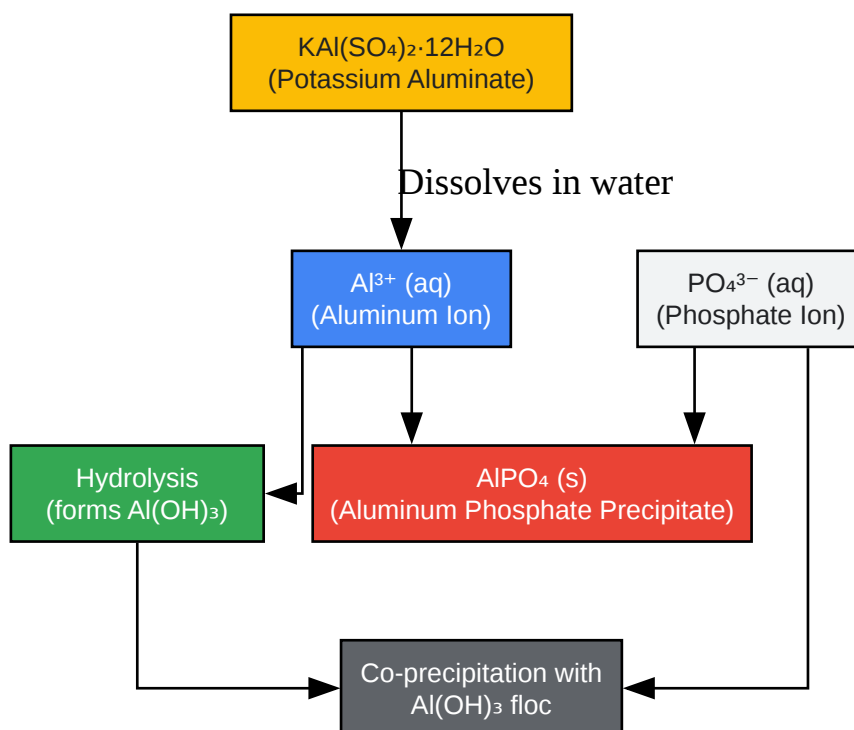 KAl(SO₄)₂·12H₂O
(Potassium Aluminate)
Dissolves in water
Al³⁺ (aq)
(Aluminum Ion)
PO₄³⁻ (aq)
(Phosphate Ion)
Hydrolysis
(forms Al(OH)₃)
AlPO₄ (s)
(Aluminum Phosphate Precipitate)
Co-precipitation with
Al(OH)₃ floc